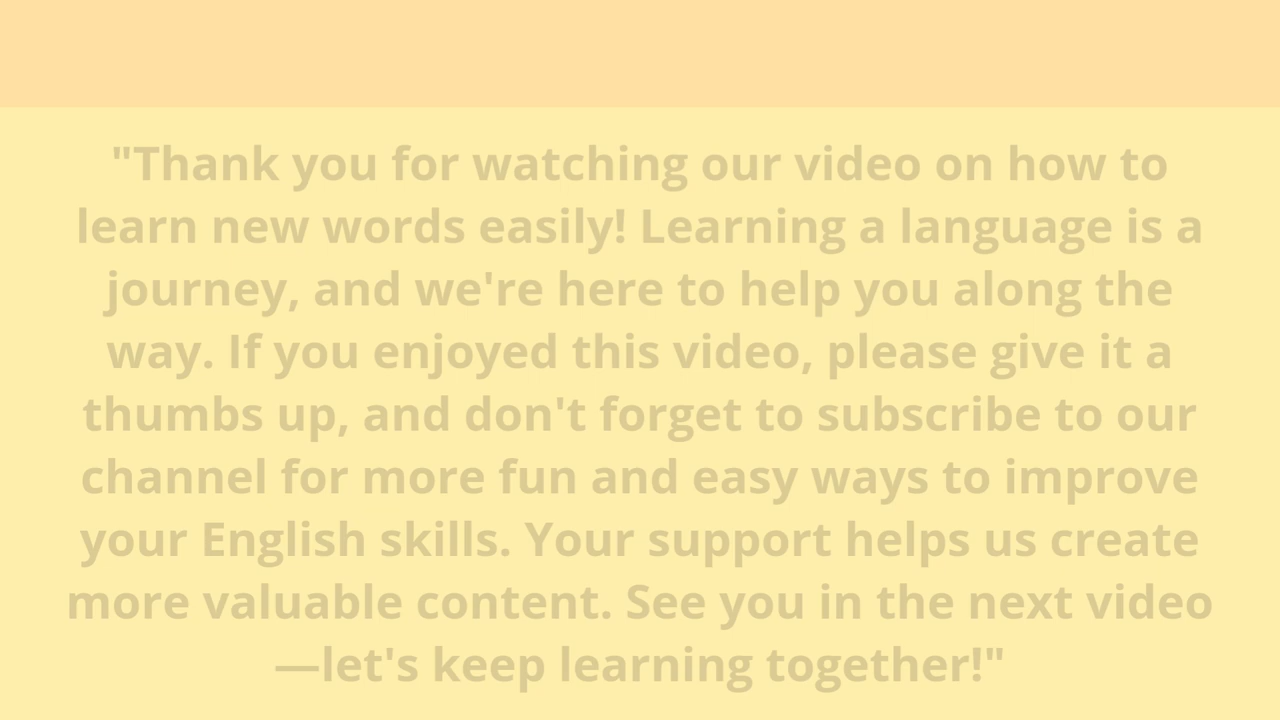 "Thank you for watching our video on how to
learn new words easily! Learning a language is a
journey, and we're here to help you along the
way. If you enjoyed this video, please give it a
thumbs up, and don't forget to subscribe to our
channel for more fun and easy ways to improve
your English skills. Your support helps us create
more valuable content. See you in the next video
—let's keep learning together!"